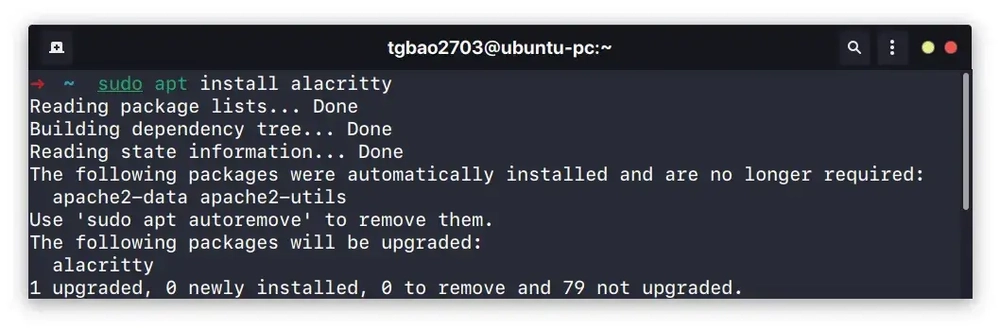 tgbao2703@ubuntu-pc:~
→ ~ sudo apt install alacritty
Reading package lists... Done
Building dependency tree... Done
Reading state information... Done
The following packages were automatically installed and are no longer required:
apache2-data apache2-utils
Use 'sudo apt autoremove' to remove them.
The following packages will be upgraded:
alacritty
1 upgraded, 0 newly installed, 0 to remove and 79 not upgraded.